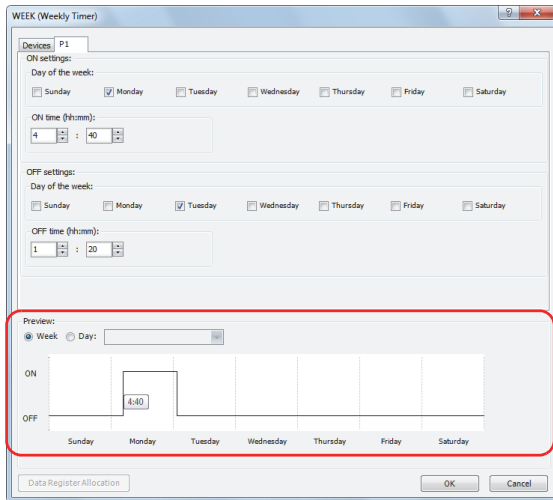 WEEK (Weekly Timer)
Devices P1
ON settings:
Day of the week:
Sunday Monday Tuesday Wednesday Thursday Friday Saturday
ON time (hh:mm):
4 : 40
OFF settings:
Day of the week:
Sunday Monday Tuesday Wednesday Thursday Friday Saturday
OFF time (hh:mm):
1 : 20
Preview:
Week Day:
ON
4:40
OFF
Sunday Monday Tuesday Wednesday Thursday Friday Saturday
Data Register Allocation OK Cancel